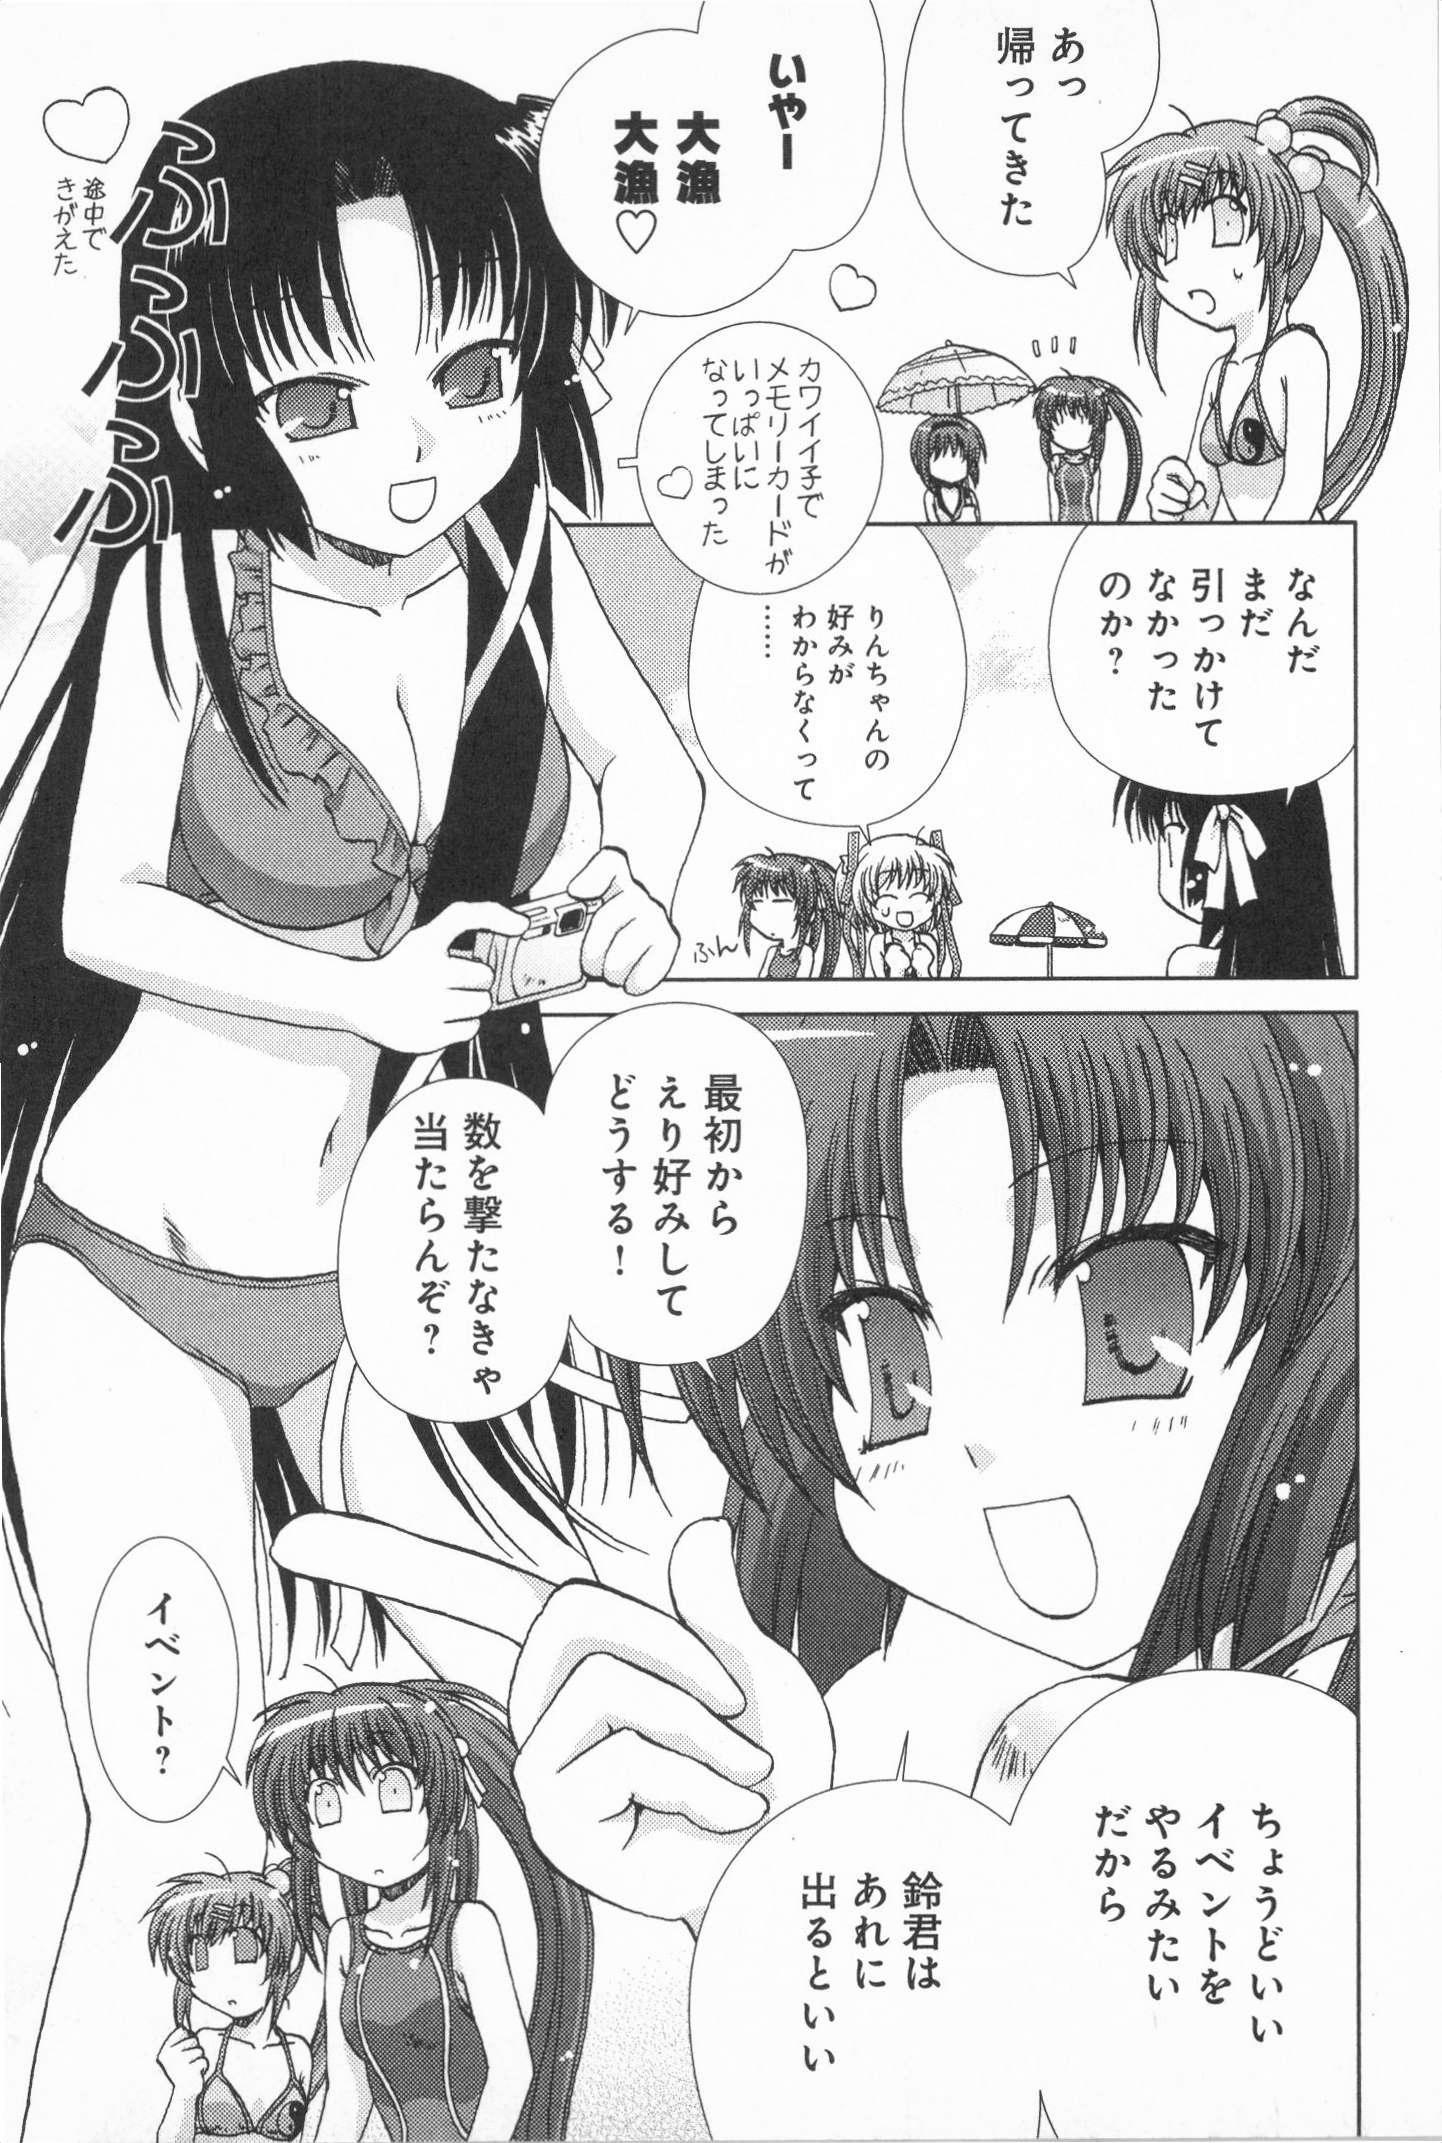 あっ
帰ってきた
いやー
大漁
大漁♡
カワイイ子で
メモリーカードが
いっぱいに
なってしまった
♡
ふふふふふふ
途中で
きがえた
なんだ
まだ
引っかけて
なかった
のか?
りんちゃんの
好みが
わからなくって
……
ふん
最初から
えり好みして
どうする!
数を撃たなきゃ
当たらんぞ?
ちょうどいい
イベントを
やるみたい
だから
鈴君は
あれに
出るといい
イベント?